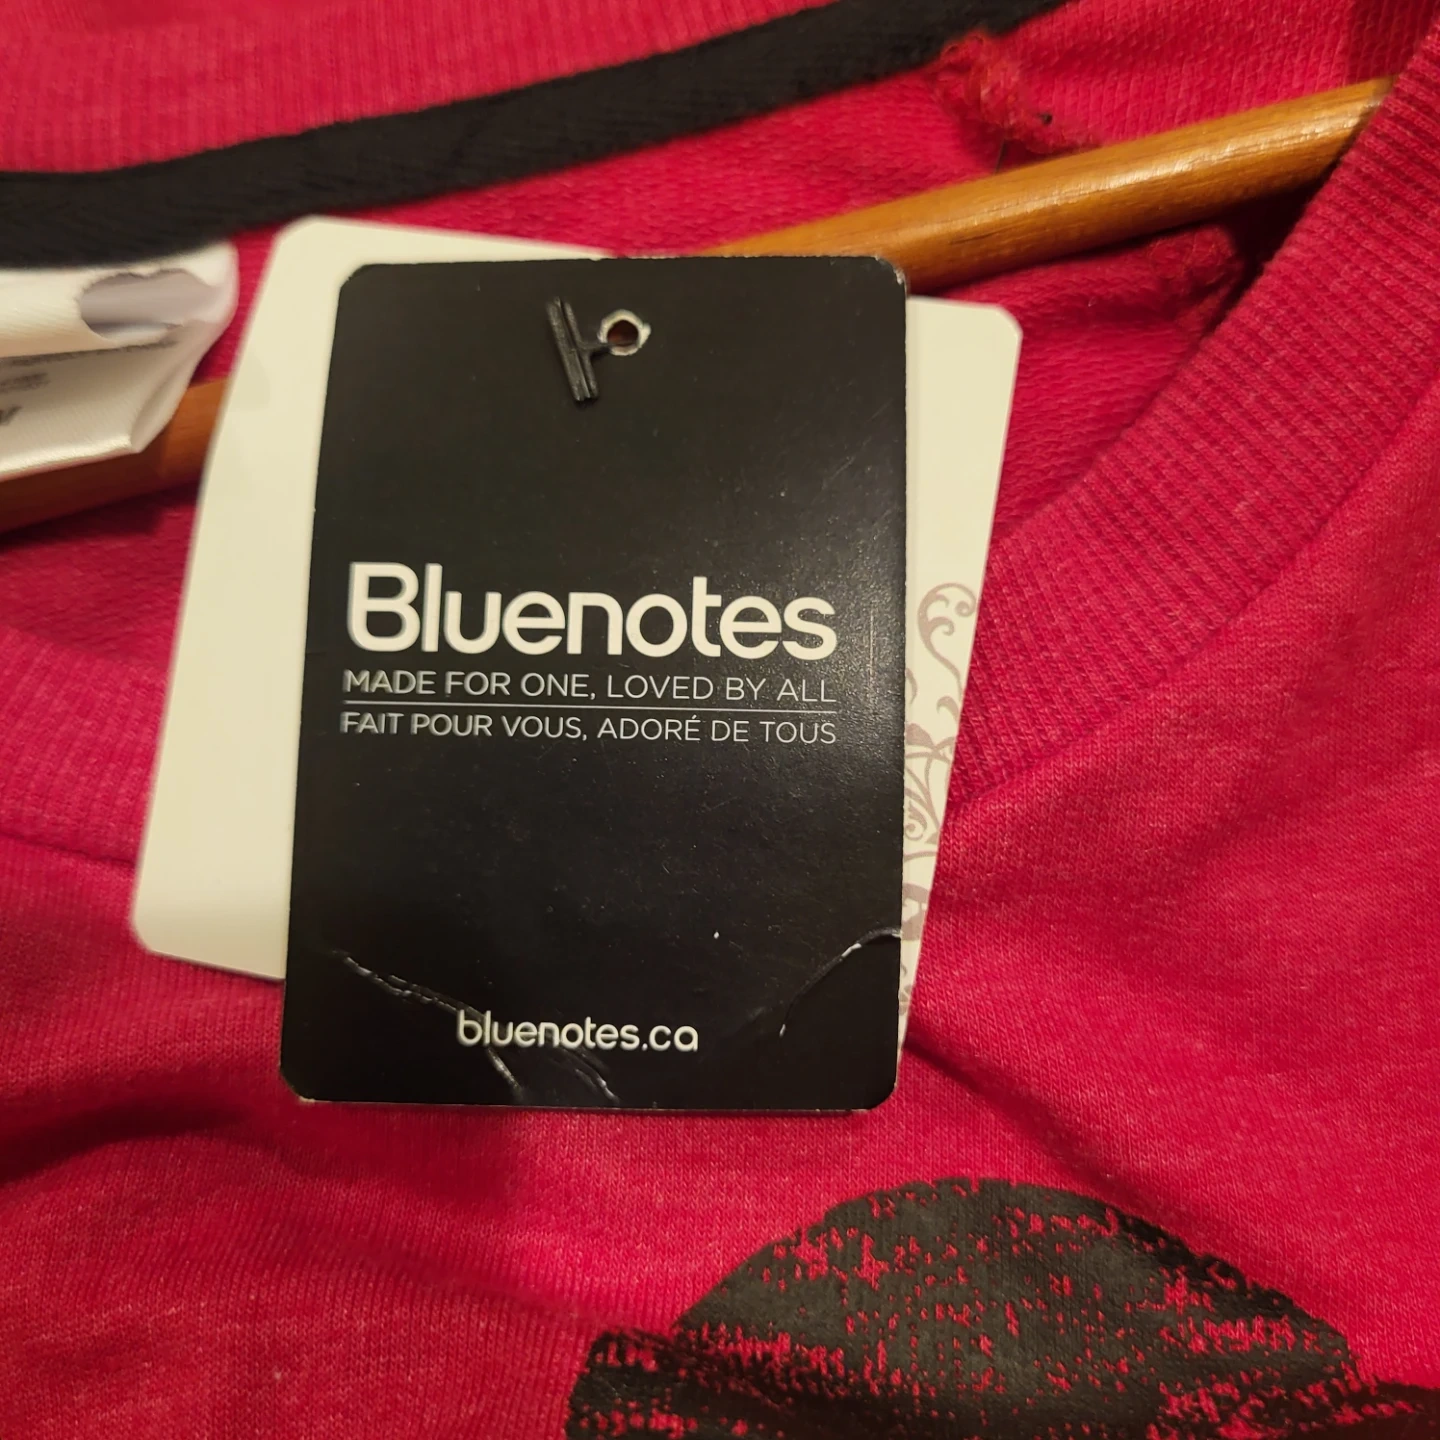 Bluenotes
MADE FOR ONE, LOVED BY ALL
FAIT POUR VOUS, ADORÉ DE TOUS
bluenotes.ca